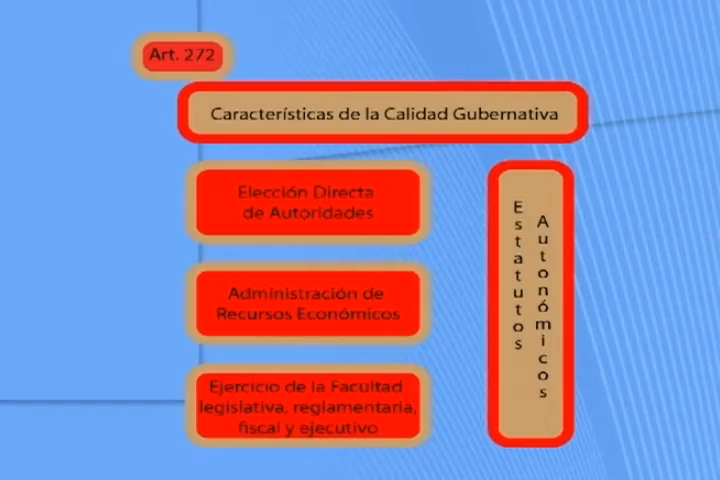 Art. 272
Características de la Calidad Gubernativa
Elección Directa
de Autoridades
Administración de
Recursos Económicos
Ejercicio de la Facultad
legislativa, reglamentaria,
fiscal y ejecutivo
Estatutos
Autonómicos